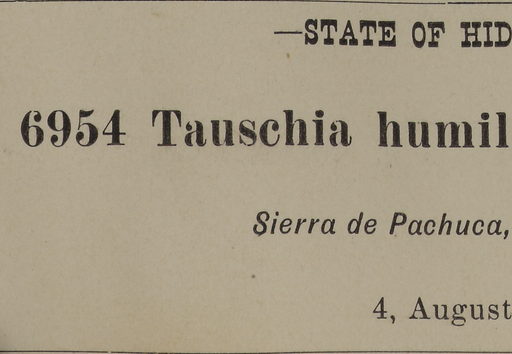 —STATE OF HID
6954 Tauschia humil
Sierra de Pachuca,
4, August